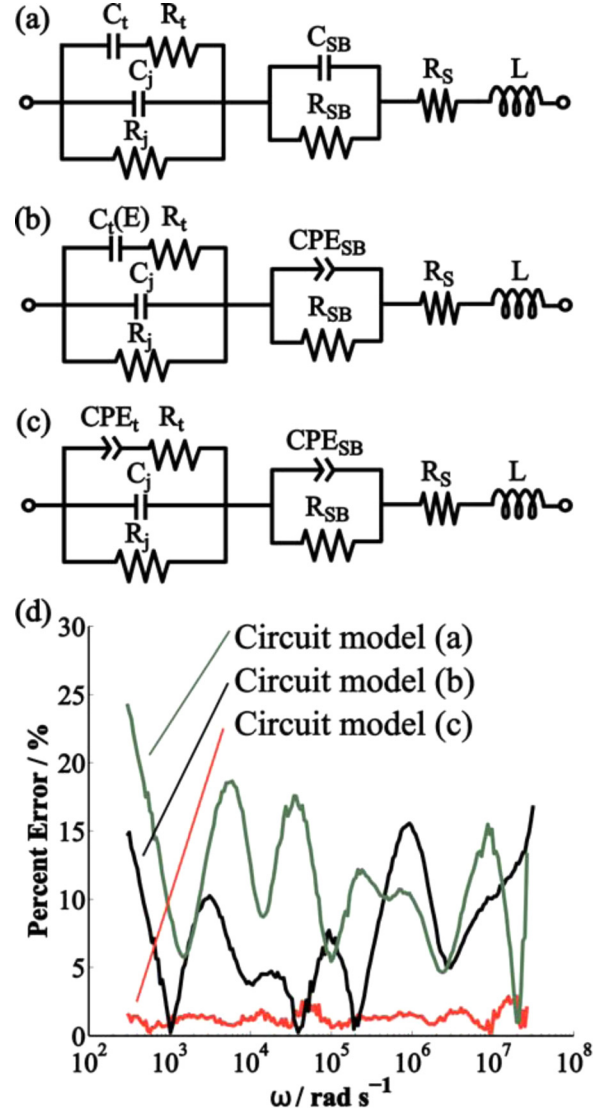 (a)
C_t R_t
C_j
R_j
C_SB
R_SB
R_S L
(b)
C_t(E) R_t
C_j
R_j
CPE_SB
R_SB
R_S L
(c)
CPE_t R_t
C_j
R_j
CPE_SB
R_SB
R_S L
(d)
Circuit model (a)
Circuit model (b)
Circuit model (c)
Percent Error / %
30
25
20
15
10
5
0
10^2 10^3 10^4 10^5 10^6 10^7 10^8
ω / rad s^−1